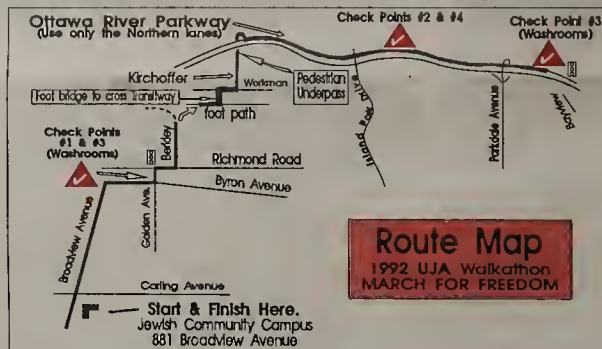 Ottawa River Parkway
(Use only the Northern lanes)
Check Points #2 & #4
Check Point #3
(Washrooms)
Kirchoffer
Workman
Pedestrian
Underpass
Foot bridge to cross Transitway
foot path
Island Park Drive
Parkdale Avenue
Bayview
Check Points
#1 & #3
(Washrooms)
Berkley
Richmond Road
Byron Avenue
Golden Ave.
Broadview Avenue
Carling Avenue
Start & Finish Here.
Jewish Community Campus
881 Broadview Avenue
Route Map
1992 UJA Walkathon
MARCH FOR FREEDOM